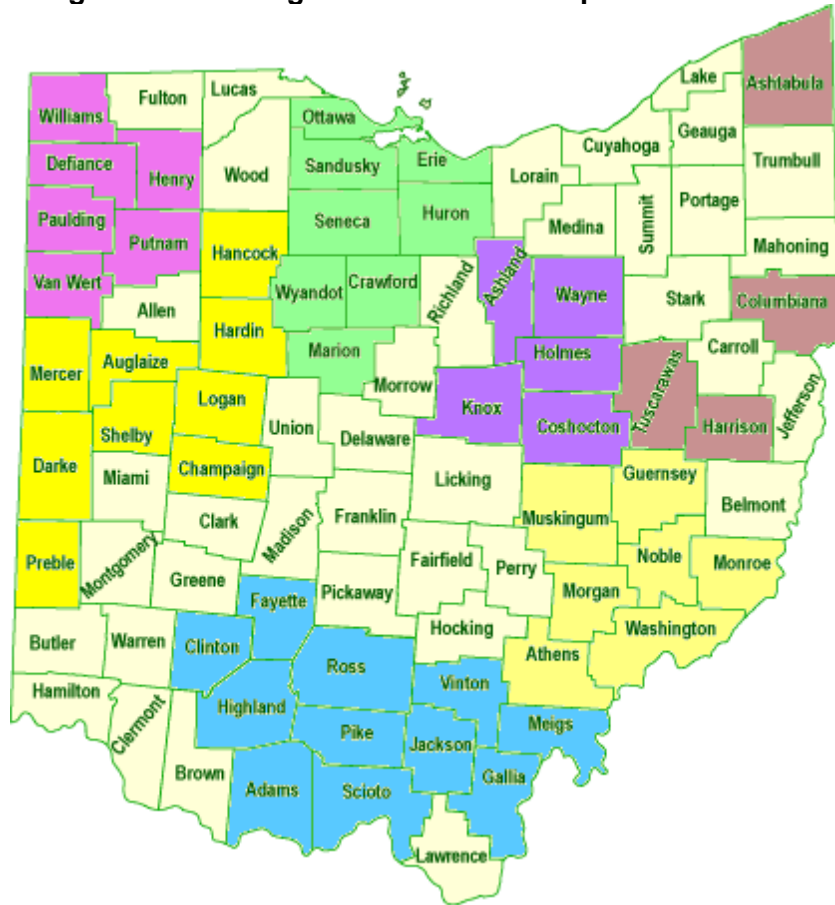 Lake
Ashtabula
Lucas
Fulton
Williams
Ottawa
Geauga
Cuyahoga
Erie
Trumbull
Defiance
Sandusky
Wood
Henry
Lorain
Portage
Summit
Paulding
Seneca
Huron
Medina
Putnam
Mahoning
Hancock
Van Wert
Ashland
Wyandot
Crawford
Richland
Wayne
Stark
Columbiana
Allen
Hardin
Marion
Carroll
Holmes
Auglaize
Mercer
Morrow
Tuscarawas
Jefferson
Logan
Knox
Union
Coshocton
Harrison
Shelby
Delaware
Darke
Champaign
Guernsey
Miami
Licking
Belmont
Clark
Madison
Franklin
Muskingum
Noble
Preble
Montgomery
Fairfield
Perry
Monroe
Greene
Pickaway
Morgan
Fayette
Hocking
Washington
Butler
Warren
Clinton
Athens
Ross
Vinton
Hamilton
Highland
Clermont
Pike
Meigs
Jackson
Brown
Gallia
Adams
Scioto
Lawrence